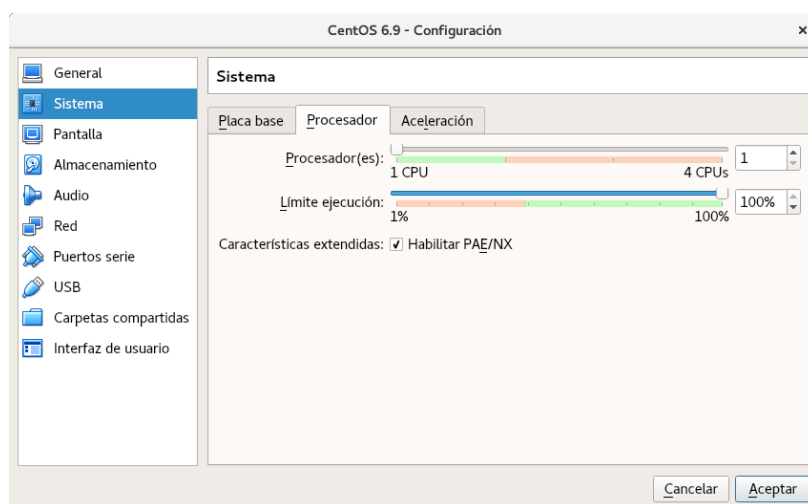 CentOS 6.9 - Configuración
General
Sistema
Pantalla
Almacenamiento
Audio
Red
Puertos serie
USB
Carpetas compartidas
Interfaz de usuario
Sistema
Placa base Procesador Aceleración
Procesador(es): 1
1 CPU 4 CPUs
Límite ejecución: 100%
1% 100%
Características extendidas: Habilitar PAE/NX
Cancelar Aceptar